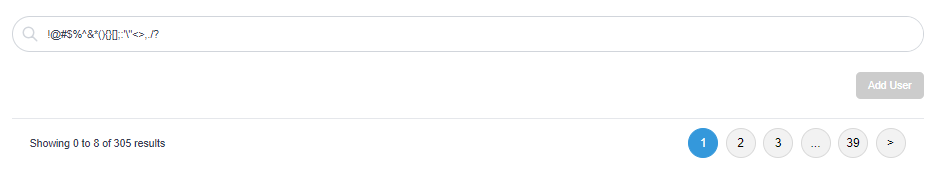 !@#$%^&*(){}[];:'\"<>,./?
Add User
Showing 0 to 8 of 305 results
1 2 3 ... 39 >